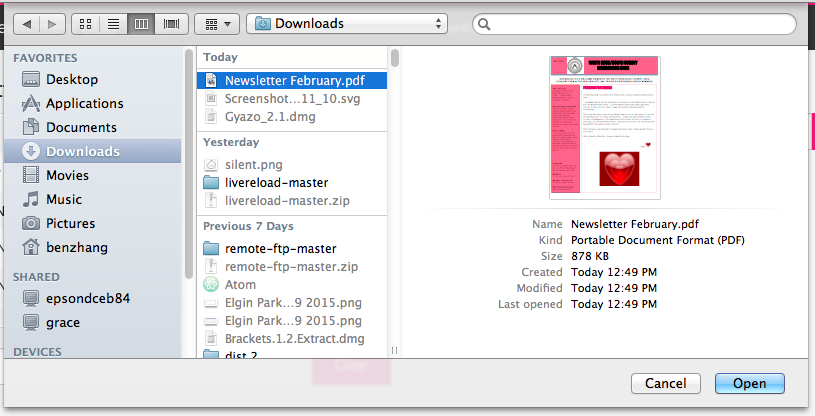 Downloads
FAVORITES
Desktop
Applications
Documents
Downloads
Movies
Music
Pictures
benzhang
SHARED
epsondceb84
grace
DEVICES
Today
Newsletter February.pdf
Screenshot...11_10.svg
Gyazo_2.1.dmg
Yesterday
silent.png
livereload-master
livereload-master.zip
Previous 7 Days
remote-ftp-master
remote-ftp-master.zip
Atom
Elgin Park...9 2015.png
Elgin Park...9 2015.png
Brackets.1.2.Extract.dmg
dist 2
Name Newsletter February.pdf
Kind Portable Document Format (PDF)
Size 878 KB
Created Today 12:49 PM
Modified Today 12:49 PM
Last opened Today 12:49 PM
Cancel
Open